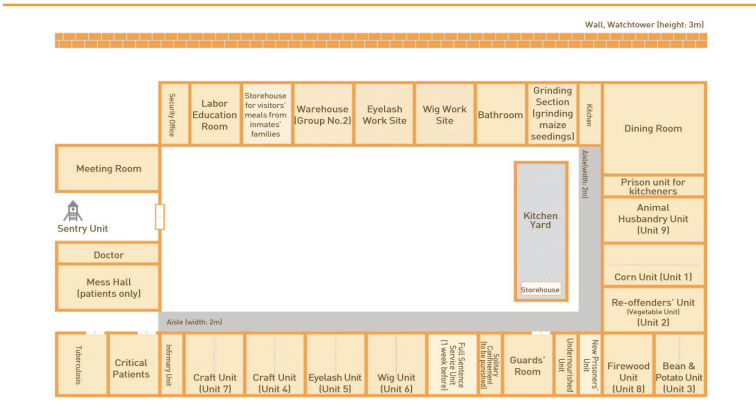 Wall, Watchtower (height: 3m)
Security Office
Labor
Education
Room
Storehouse
for visitors'
meals from
inmates'
families
Warehouse
(Group No.2)
Eyelash
Work Site
Wig Work
Site
Bathroom
Grinding
Section
(grinding
maize
seedings)
Kitchen
Dining Room
Meeting Room
Aisle(width: 2m)
Prison unit for
kitcheners
Animal
Husbandry Unit
(Unit 9)
Sentry Unit
Kitchen
Yard
Doctor
Mess Hall
(patients only)
Corn Unit (Unit 1)
Storehouse
Re-offenders' Unit
(Vegetable Unit)
(Unit 2)
Aisle (width: 2m)
Tuberculosis
Critical
Patients
Infirmary Unit
Craft Unit
(Unit 7)
Craft Unit
(Unit 4)
Eyelash Unit
(Unit 5)
Wig Unit
(Unit 6)
Full Sentence
Service Unit
(1 week before)
Solitary
Confinement
(to be punished)
Guards'
Room
Undernourished
Unit
New Prisoners'
Unit
Firewood
Unit
(Unit 8)
Bean &
Potato Unit
(Unit 3)